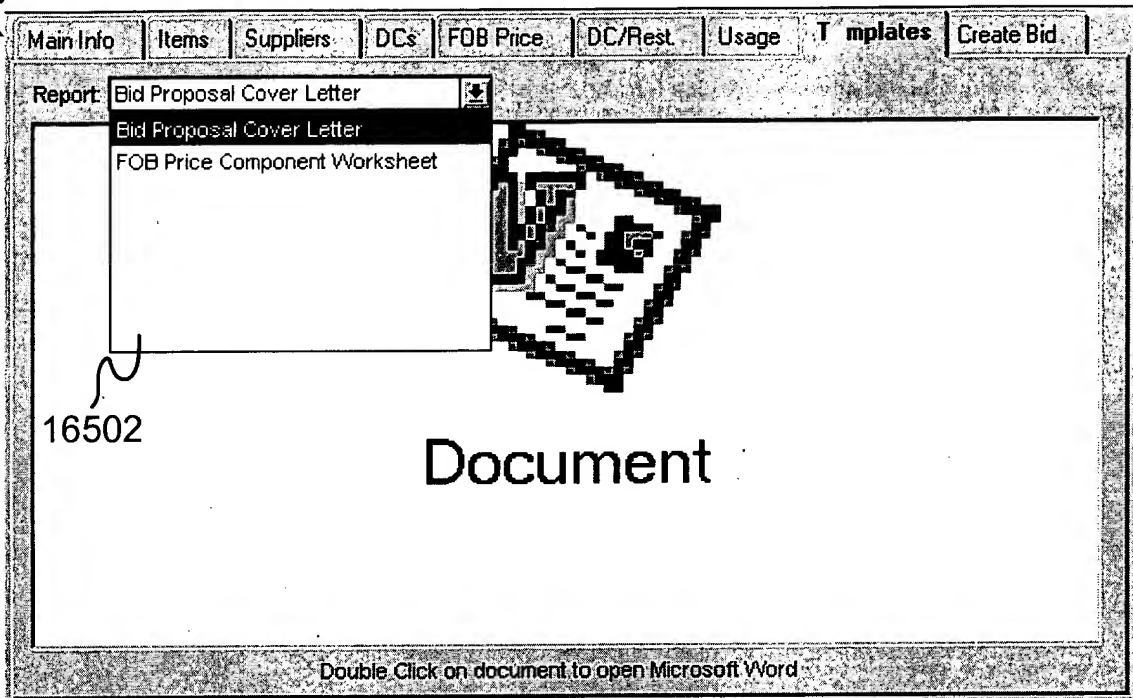 Main Info Items Suppliers DCs FOB Price DC/Rest. Usage T mplates Create Bid
Report: Bid Proposal Cover Letter
Bid Proposal Cover Letter
FOB Price Component Worksheet
16502
Document
Double Click on document to open Microsoft Word